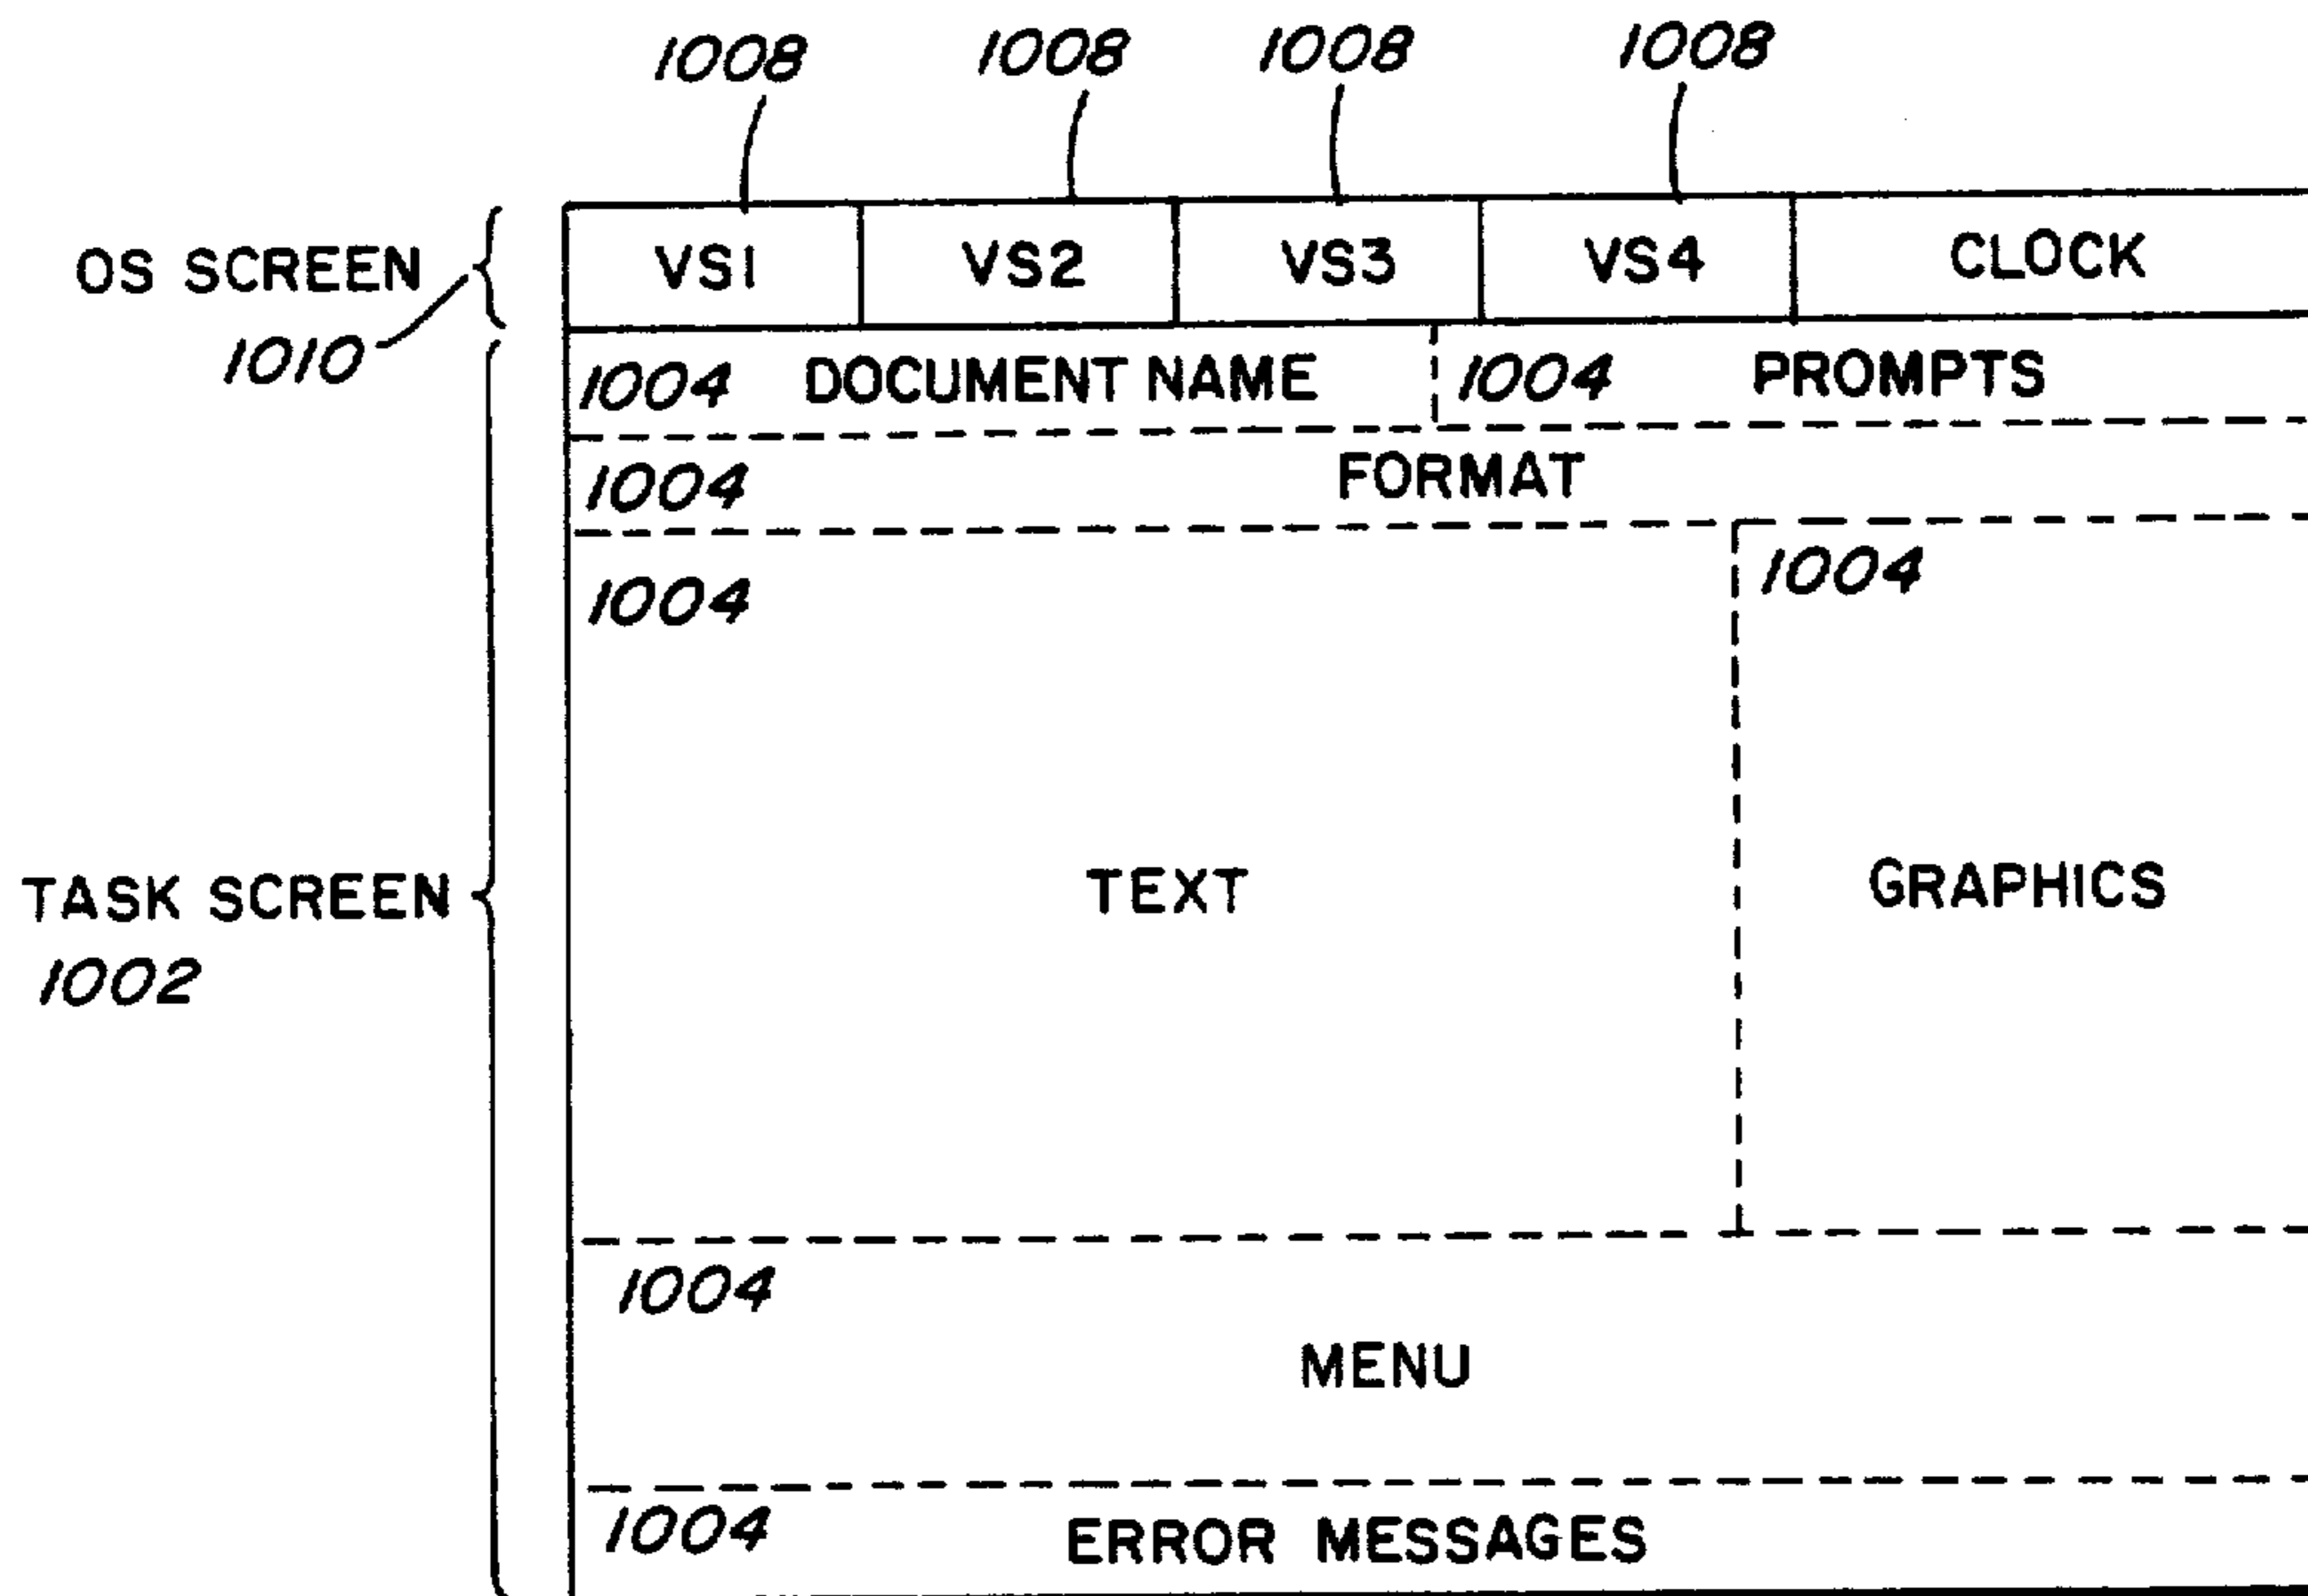 1008 1008 1008 1008
OS SCREEN VS1 VS2 VS3 VS4 CLOCK
1010
1004 DOCUMENT NAME 1004 PROMPTS
1004 FORMAT
1004 1004
TEXT GRAPHICS
TASK SCREEN
1002
1004
MENU
1004 ERROR MESSAGES